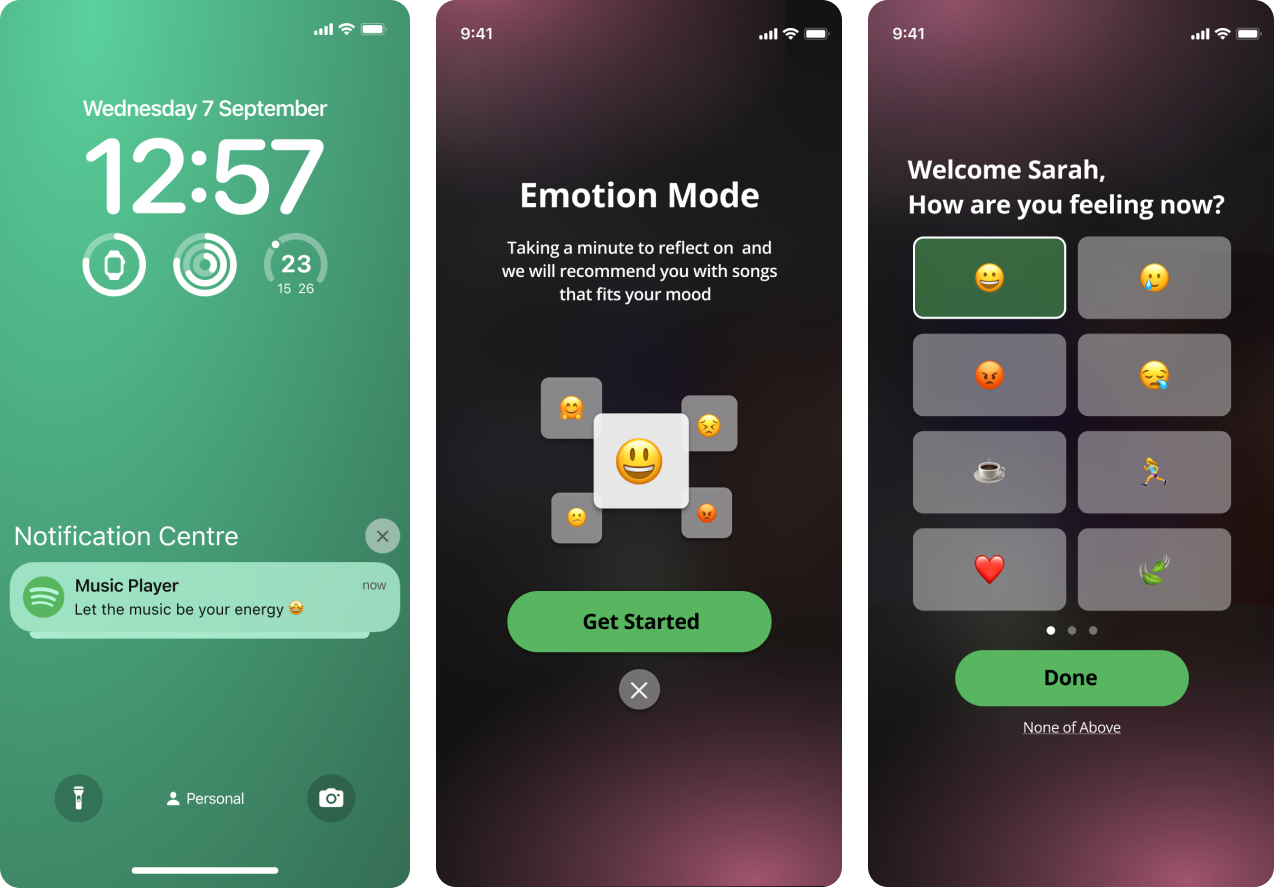 Wednesday 7 September
12:57
23
15 26
Notification Centre
Music Player
now
Let the music be your energy 🤩
Personal
9:41
Emotion Mode
Taking a minute to reflect on  and
we will recommend you with songs
that fits your mood
Get Started
9:41
Welcome Sarah,
How are you feeling now?
Done
None of Above